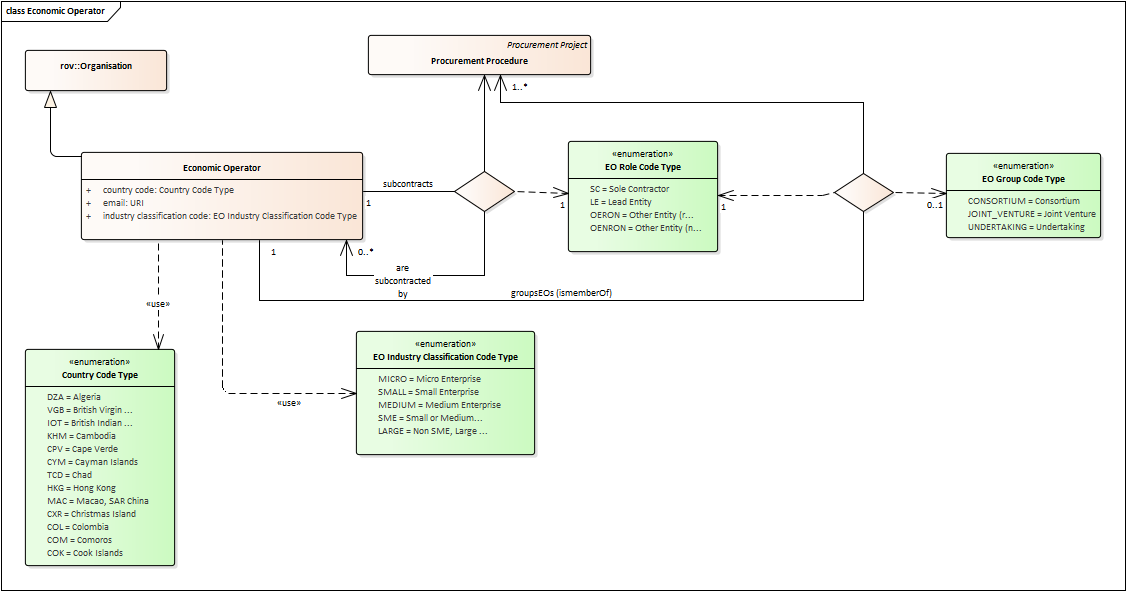 class Economic Operator
rov::Organisation
Procurement Project
Procurement Procedure
1..*
Economic Operator
+ country code: Country Code Type
+ email: URI
+ industry classification code: EO Industry Classification Code Type
subcontracts
1
«enumeration»
EO Role Code Type
SC = Sole Contractor
LE = Lead Entity
OERON = Other Entity (r...
OENRON = Other Entity (n...
1
1
«enumeration»
EO Group Code Type
CONSORTIUM = Consortium
JOINT_VENTURE = Joint Venture
UNDERTAKING = Undertaking
0..1
1
0..*
are
subcontracted
by
groupsEOs (ismemberOf)
«use»
«use»
«enumeration»
Country Code Type
DZA = Algeria
VGB = British Virgin ...
IOT = British Indian ...
KHM = Cambodia
CPV = Cape Verde
CYM = Cayman Islands
TCD = Chad
HKG = Hong Kong
MAC = Macao, SAR China
CXR = Christmas Island
COL = Colombia
COM = Comoros
COK = Cook Islands
«enumeration»
EO Industry Classification Code Type
MICRO = Micro Enterprise
SMALL = Small Enterprise
MEDIUM = Medium Enterprise
SME = Small or Medium...
LARGE = Non SME, Large ...